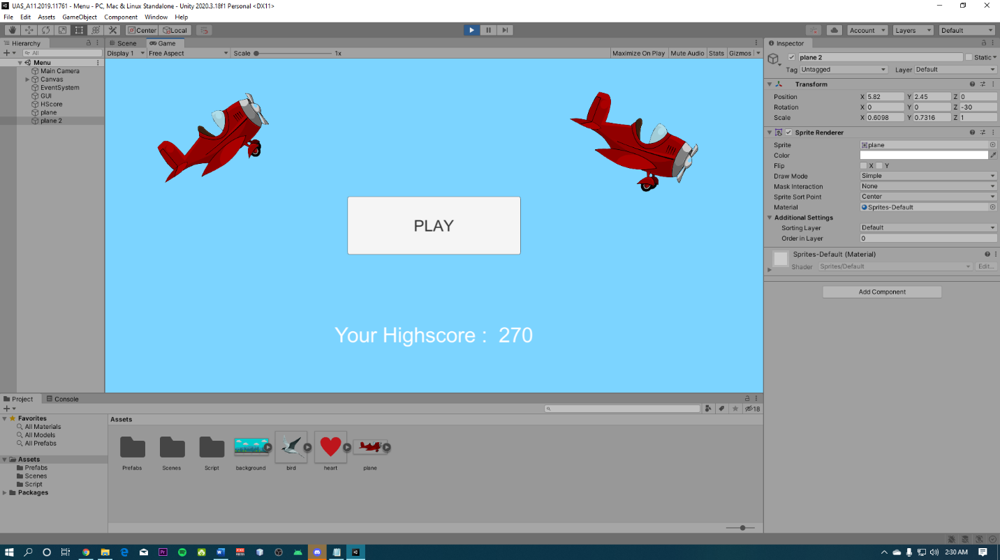 UAS_A11.2019.11761 - Menu - PC, Mac & Linux Standalone - Unity 2020.3.18f1 Personal <DX11>
File Edit Assets GameObject Component Window Help
Center Local
Account Layers Default
Hierarchy
All
Menu
Main Camera
Canvas
EventSystem
GUI
HScore
plane
plane 2
Scene Game
Display 1 Free Aspect Scale 1x Maximize On Play Mute Audio Stats Gizmos
PLAY
Your Highscore : 270
Inspector
plane 2 Static
Tag Untagged Layer Default
Transform
Position X 5.82 Y 2.45 Z 0
Rotation X 0 Y 0 Z -30
Scale X 0.6098 Y 0.7316 Z 1
Sprite Renderer
Sprite plane
Color
Flip X Y
Draw Mode Simple
Mask Interaction None
Sprite Sort Point Center
Material Sprites-Default
Additional Settings
Sorting Layer Default
Order in Layer 0
Sprites-Default (Material)
Shader Sprites/Default Edit...
Add Component
Project Console
18
Favorites
All Materials
All Models
All Prefabs
Assets
Prefabs
Scenes
Script
Packages
Assets
Prefabs Scenes Script background bird heart plane
2:30 AM